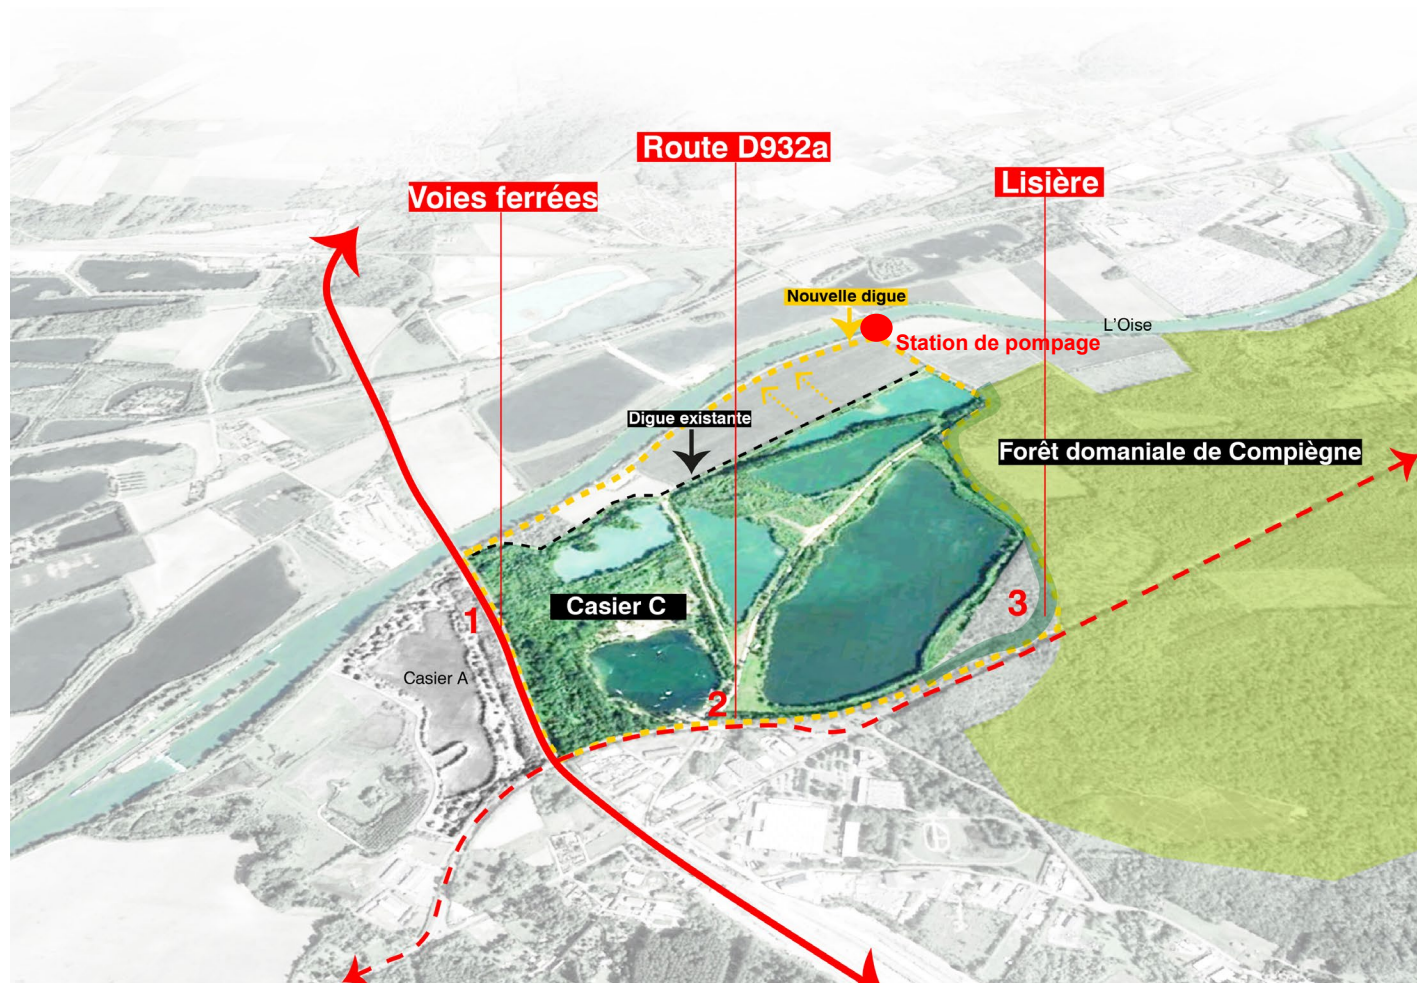 Route D932a
Lisière
Voies ferrées
Nouvelle digue
L'Oise
Station de pompage
Digue existante
Forêt domaniale de Compiègne
Casier C
3
1
Casier A
2